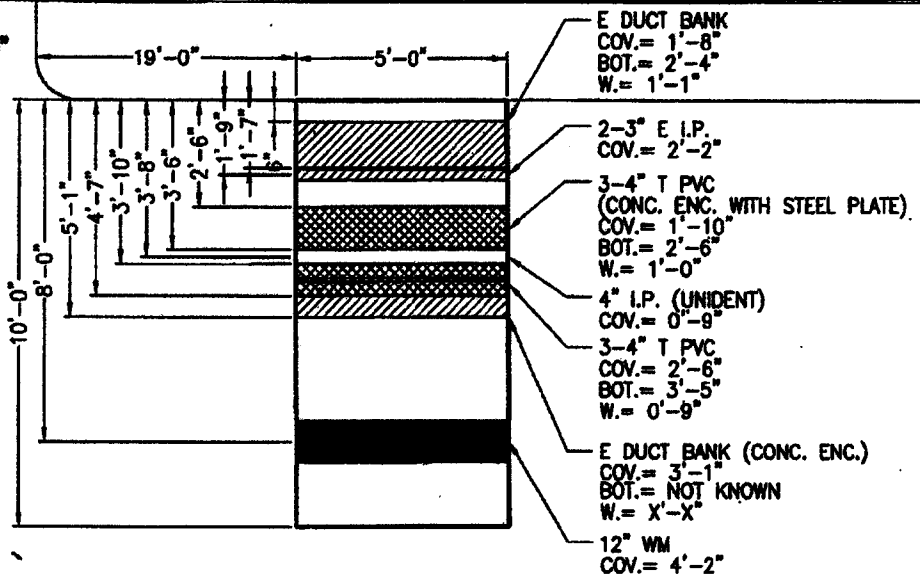 "
19'-0"
5'-0"
E DUCT BANK
COV.= 1'-8"
BOT.= 2'-4"
W.= 1'-1"
2-3" E I.P.
COV.= 2'-2"
3-4" T PVC
(CONC. ENC. WITH STEEL PLATE)
COV.= 1'-10"
BOT.= 2'-6"
W.= 1'-0"
4" I.P. (UNIDENT)
COV.= 0'-9"
3-4" T PVC
COV.= 2'-6"
BOT.= 3'-5"
W.= 0'-9"
E DUCT BANK (CONC. ENC.)
COV.= 3'-1"
BOT.= NOT KNOWN
W.= X'-X"
12" WM
COV.= 4'-2"
10'-0"
8'-0"
5'-1"
4'-7"
3'-10"
3'-8"
3'-6"
2'-6"
1'-9"
1'-7"
6"